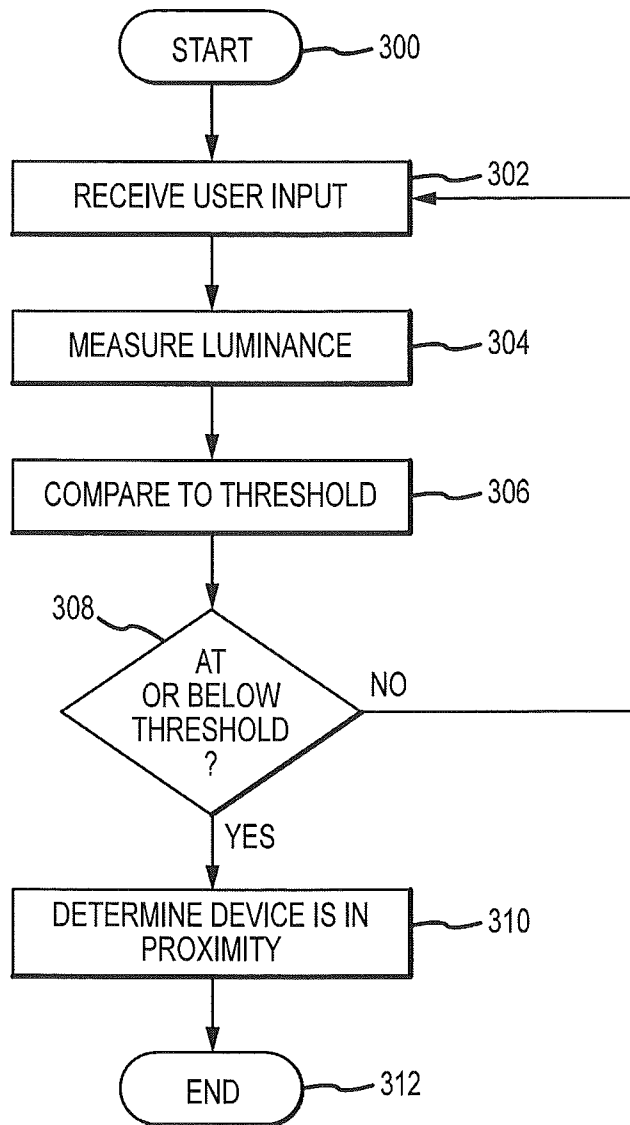 START
300
RECEIVE USER INPUT
302
MEASURE LUMINANCE
304
COMPARE TO THRESHOLD
306
308
AT
OR BELOW
THRESHOLD
?
NO
YES
DETERMINE DEVICE IS IN
PROXIMITY
310
END
312